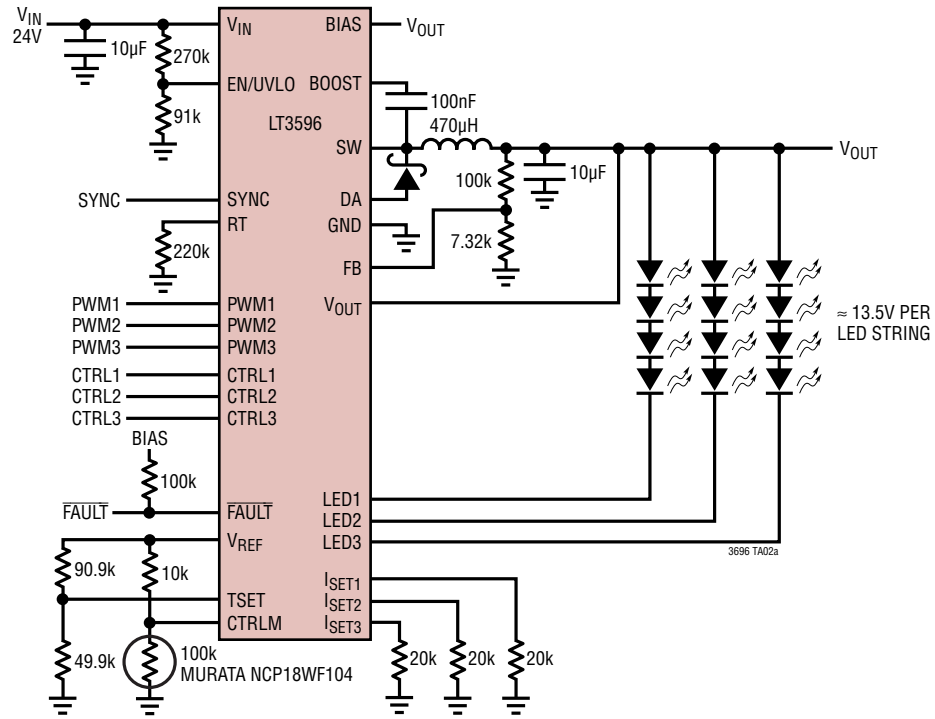 VIN
24V
10µF
270k
91k
VIN
EN/UVLO
BIAS
VOUT
BOOST
100nF
470µH
LT3596
SW
VOUT
100k
10µF
DA
SYNC
SYNC
GND
RT
7.32k
220k
FB
PWM1
PWM1
VOUT
PWM2
PWM2
PWM3
PWM3
≈ 13.5V PER
LED STRING
CTRL1
CTRL1
CTRL2
CTRL2
CTRL3
CTRL3
BIAS
100k
LED1
FAULT
FAULT
LED2
LED3
VREF
3696 TA02a
90.9k
10k
ISET1
TSET
ISET2
CTRLM
ISET3
49.9k
100k
MURATA NCP18WF104
20k
20k
20k